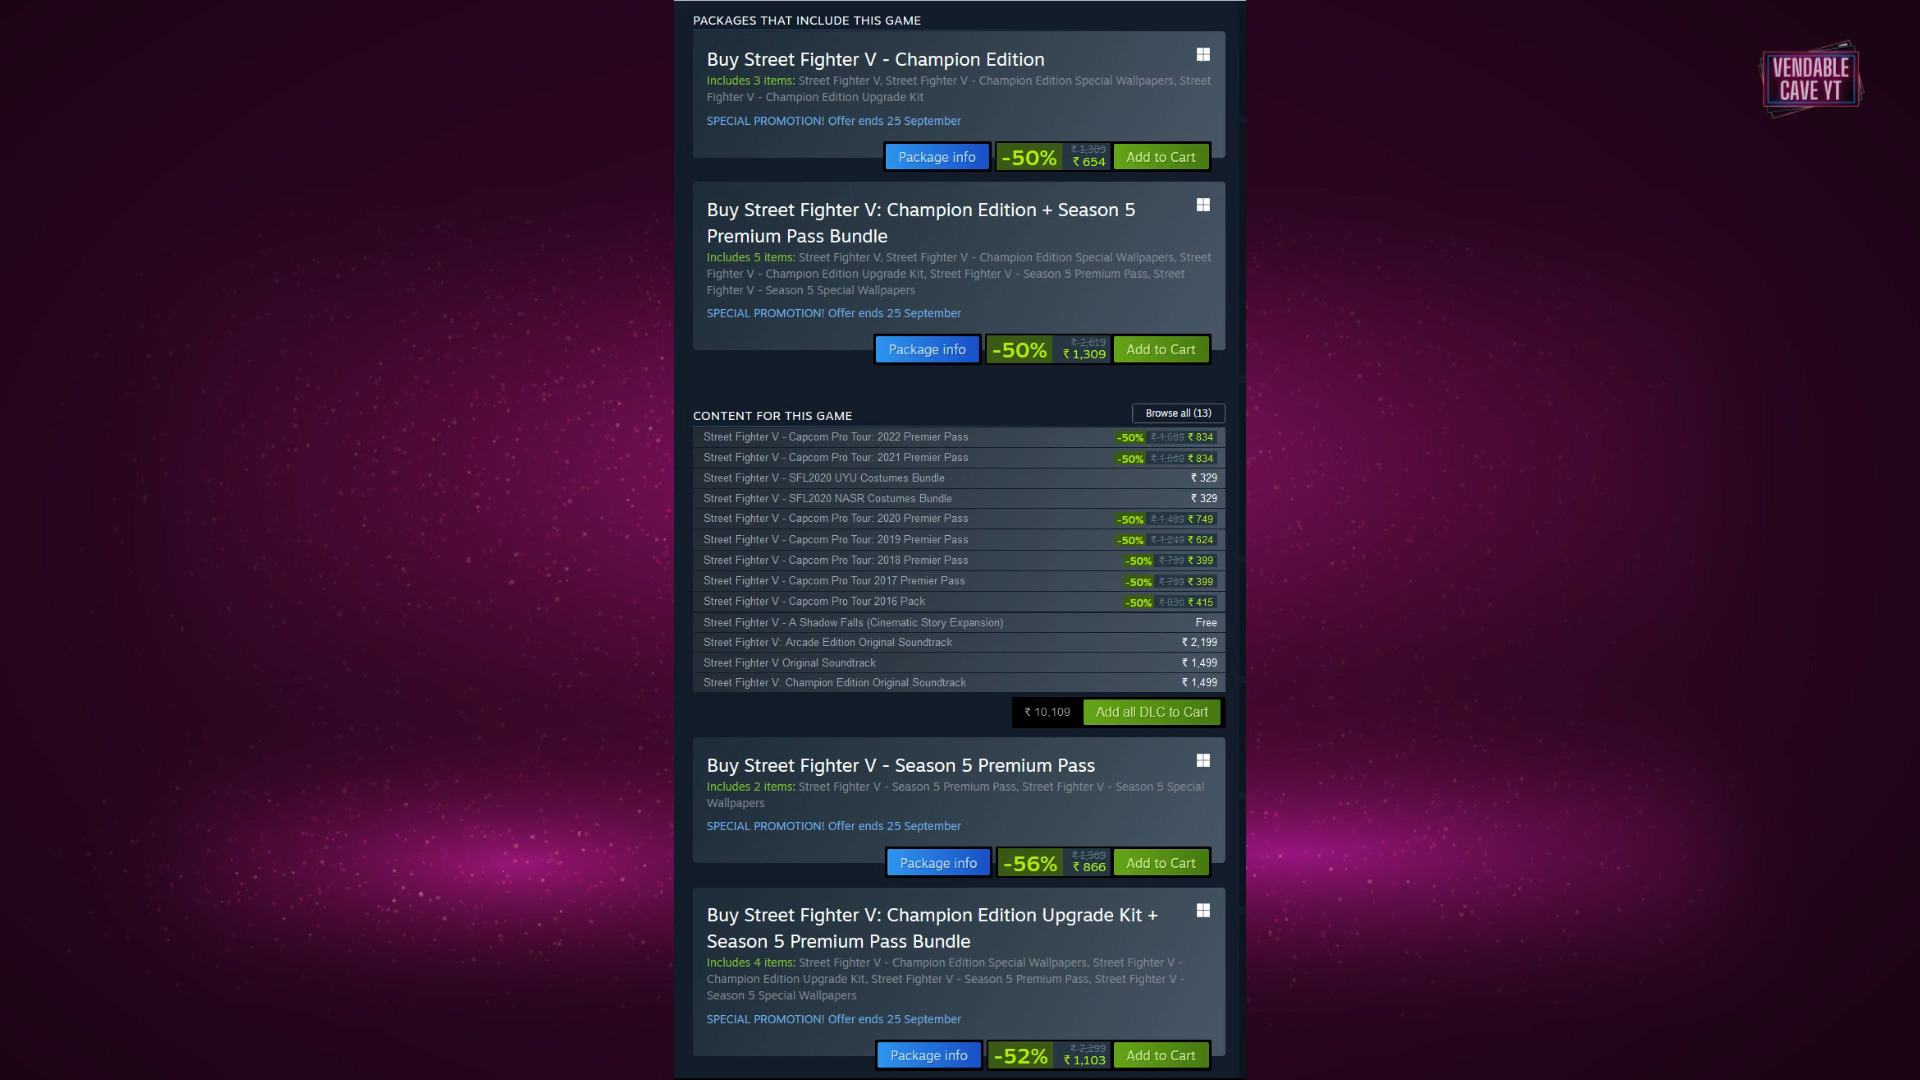 PACKAGES THAT INCLUDE THIS GAME
VENDABLE
CAVE YT
Buy Street Fighter V - Champion Edition
Includes 3 items: Street Fighter V, Street Fighter V - Champion Edition Special Wallpapers, Street
Fighter V - Champion Edition Upgrade Kit
SPECIAL PROMOTION! Offer ends 25 September
Package info -50% ₹ 1,309 ₹ 654 Add to Cart
Buy Street Fighter V: Champion Edition + Season 5
Premium Pass Bundle
Includes 5 items: Street Fighter V, Street Fighter V - Champion Edition Special Wallpapers, Street
Fighter V - Champion Edition Upgrade Kit, Street Fighter V - Season 5 Premium Pass, Street
Fighter V - Season 5 Special Wallpapers
SPECIAL PROMOTION! Offer ends 25 September
Package info -50% ₹ 2,619 ₹ 1,309 Add to Cart
CONTENT FOR THIS GAME Browse all (13)
Street Fighter V - Capcom Pro Tour: 2022 Premier Pass -50% ₹ 1,669 ₹ 834
Street Fighter V - Capcom Pro Tour: 2021 Premier Pass -50% ₹ 1,669 ₹ 834
Street Fighter V - SFL2020 UYU Costumes Bundle ₹ 329
Street Fighter V - SFL2020 NASR Costumes Bundle ₹ 329
Street Fighter V - Capcom Pro Tour: 2020 Premier Pass -50% ₹ 1,499 ₹ 749
Street Fighter V - Capcom Pro Tour: 2019 Premier Pass -50% ₹ 1,249 ₹ 624
Street Fighter V - Capcom Pro Tour: 2018 Premier Pass -50% ₹ 799 ₹ 399
Street Fighter V - Capcom Pro Tour 2017 Premier Pass -50% ₹ 799 ₹ 399
Street Fighter V - Capcom Pro Tour 2016 Pack -50% ₹ 830 ₹ 415
Street Fighter V - A Shadow Falls (Cinematic Story Expansion) Free
Street Fighter V: Arcade Edition Original Soundtrack ₹ 2,199
Street Fighter V Original Soundtrack ₹ 1,499
Street Fighter V: Champion Edition Original Soundtrack ₹ 1,499
₹ 10,109 Add all DLC to Cart
Buy Street Fighter V - Season 5 Premium Pass
Includes 2 items: Street Fighter V - Season 5 Premium Pass, Street Fighter V - Season 5 Special
Wallpapers
SPECIAL PROMOTION! Offer ends 25 September
Package info -56% ₹ 1,969 ₹ 866 Add to Cart
Buy Street Fighter V: Champion Edition Upgrade Kit +
Season 5 Premium Pass Bundle
Includes 4 items: Street Fighter V - Champion Edition Special Wallpapers, Street Fighter V -
Champion Edition Upgrade Kit, Street Fighter V - Season 5 Premium Pass, Street Fighter V -
Season 5 Special Wallpapers
SPECIAL PROMOTION! Offer ends 25 September
Package info -52% ₹ 2,299 ₹ 1,103 Add to Cart